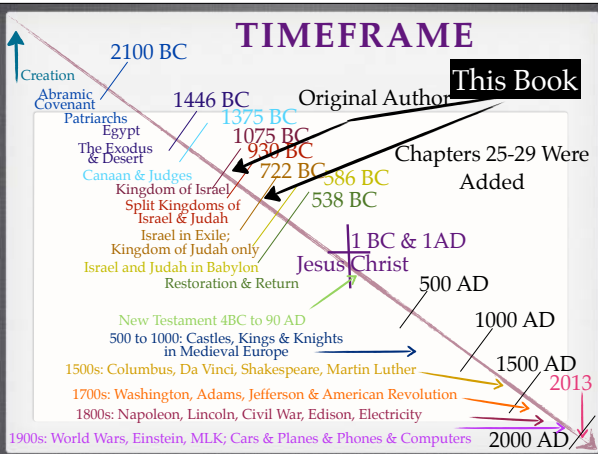 TIMEFRAME
2100 BC
This Book
Creation
Original Author
Abramic
Covenant
1446 BC
Patriarchs
1375 BC
Egypt
1075 BC
The Exodus
& Desert
930 BC
Chapters 25-29 Were
Added
Canaan & Judges
722 BC
586 BC
Kingdom of Israel
538 BC
Split Kingdoms of
Israel & Judah
Israel in Exile;
Kingdom of Judah only
1 BC & 1AD
Israel and Judah in Babylon
Jesus Christ
Restoration & Return
500 AD
New Testament 4BC to 90 AD
1000 AD
500 to 1000: Castles, Kings & Knights
in Medieval Europe
1500 AD
1500s: Columbus, Da Vinci, Shakespeare, Martin Luther
2013
1700s: Washington, Adams, Jefferson & American Revolution
1800s: Napoleon, Lincoln, Civil War, Edison, Electricity
1900s: World Wars, Einstein, MLK; Cars & Planes & Phones & Computers
2000 AD